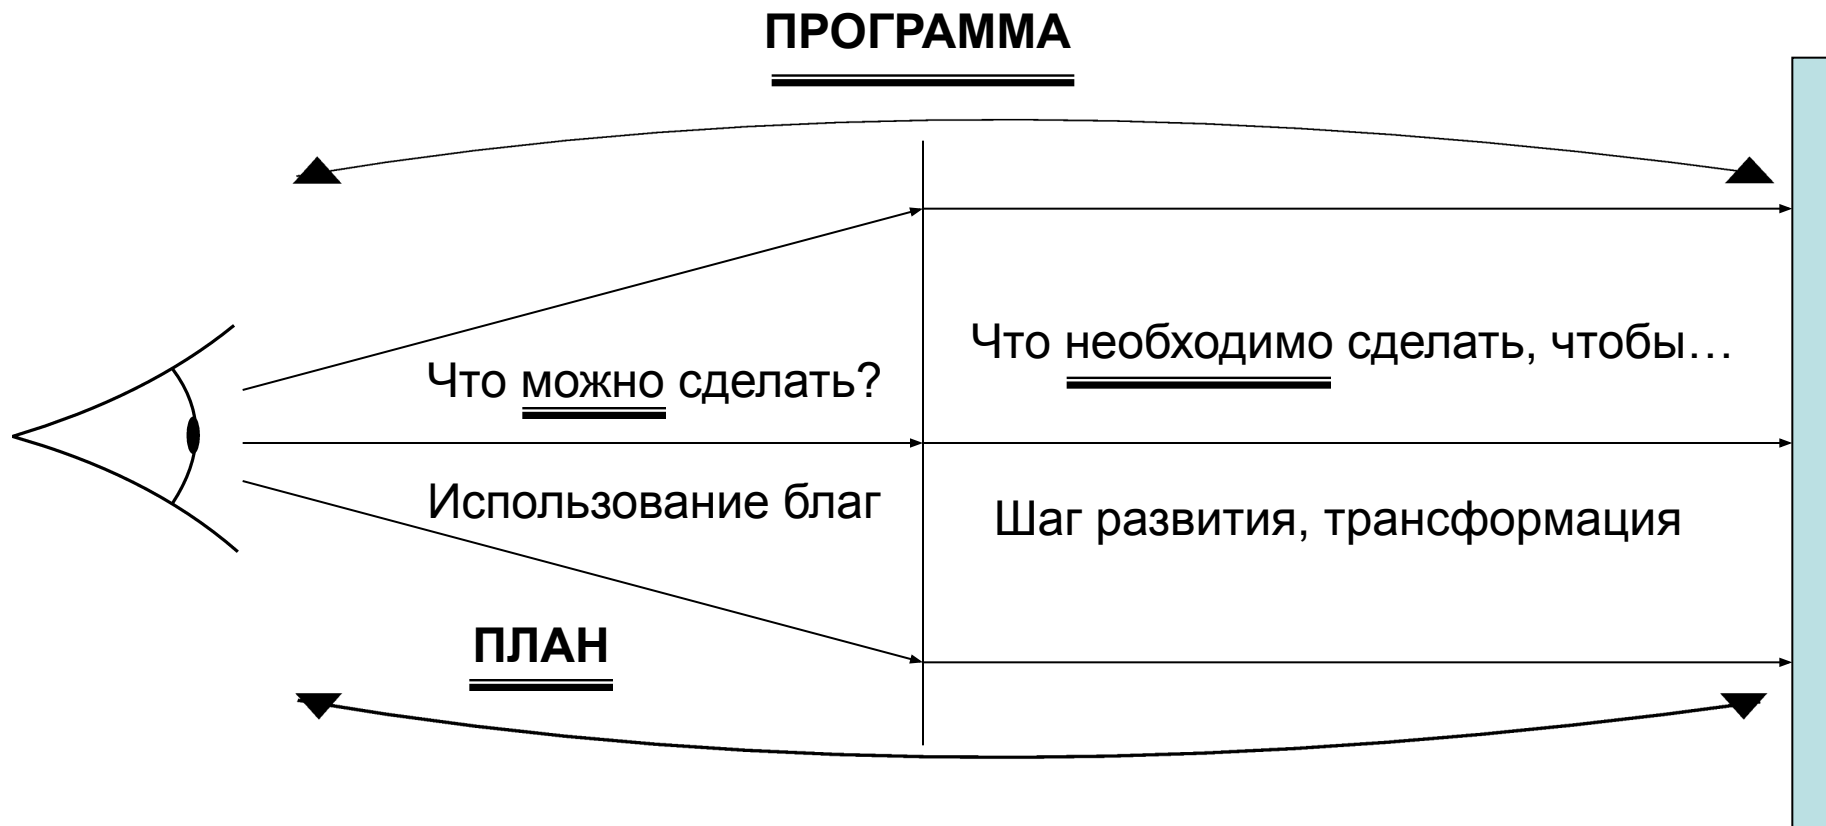 ПРОГРАММА
Что можно сделать?
Использование благ
Что необходимо сделать, чтобы…
Шаг развития, трансформация
ПЛАН